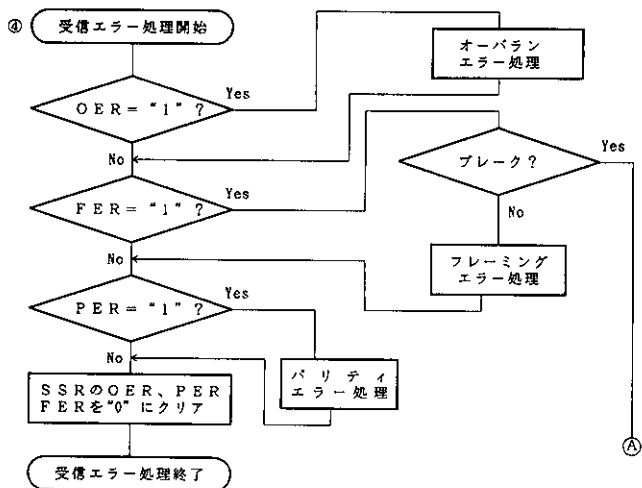 ④ 受信エラー処理開始
オーバラン
エラー処理
OER=“1”?
Yes
No
ブレーク?
Yes
No
FER=“1”?
Yes
No
フレーミング
エラー処理
PER=“1”?
Yes
No
パリティ
エラー処理
SSRのOER、PER
FERを“0”にクリア
Ⓐ
受信エラー処理終了